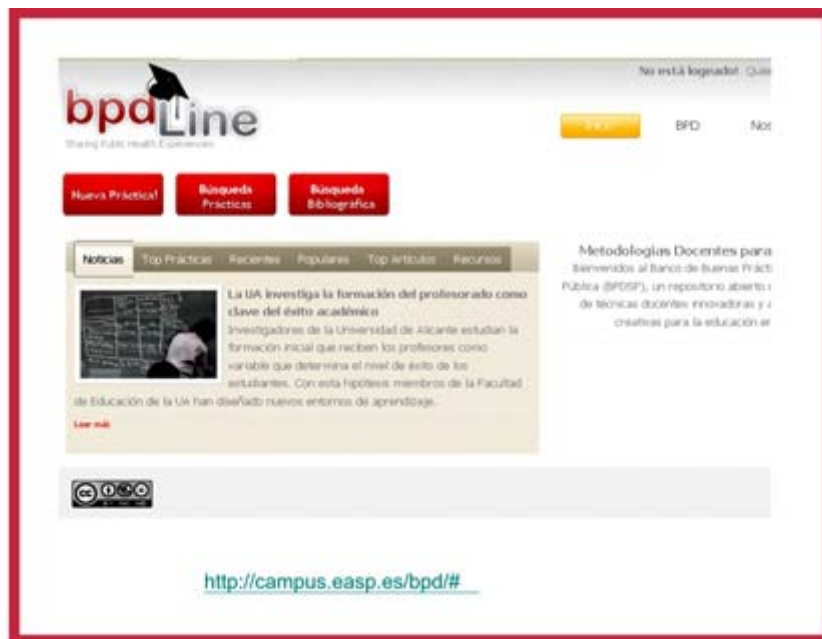 No está logeado!
bpdLine
Sharing Public Health Experiences
Inicio BPD
Nueva Práctica!
Búsqueda Prácticas
Búsqueda Bibliográfica
Noticias Top Prácticas Recientes Populares Top Artículos Recursos
La UA investiga la formación del profesorado como
clave del éxito académico
Investigadores de la Universidad de Alicante estudian la
formación inicial que reciben los profesores como
variable que determina el nivel de éxito de los
estudiantes. Con esta hipótesis miembros de la Facultad
de Educación de la UA han diseñado nuevos entornos de aprendizaje.
Leer más
Metodologías Docentes para
Bienvenidos al Banco de Buenas Prácti
Pública (BPDSP), un repositorio abierto
de técnicas docentes innovadoras y
creativas para la educación en
cc
http://campus.easp.es/bpd/#